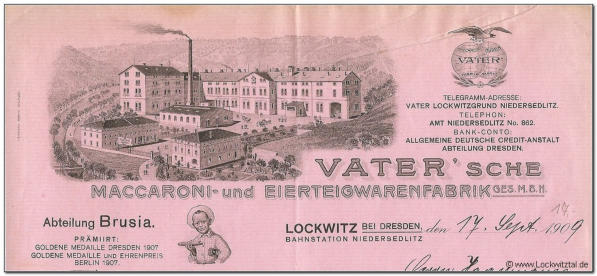 VATER
TELEGRAMM-ADRESSE:
VATER LOCKWITZGRUND NIEDERSEDLITZ.
TELEPHON:
AMT NIEDERSEDLITZ No. 862.
BANK-CONTO:
ALLGEMEINE DEUTSCHE CREDIT-ANSTALT
ABTEILUNG DRESDEN.
VATER'SCHE
MACCARONI- und EIERTEIGWARENFABRIK GES. M. B. H.
Abteilung Brusia.
PRÄMIIRT:
GOLDENE MEDAILLE DRESDEN 1907
GOLDENE MEDAILLE und EHRENPREIS
BERLIN 1907.
17.
LOCKWITZ BEI DRESDEN, den 17. Sept. 1909
BAHNSTATION NIEDERSEDLITZ
© www.Lockwitztal.de